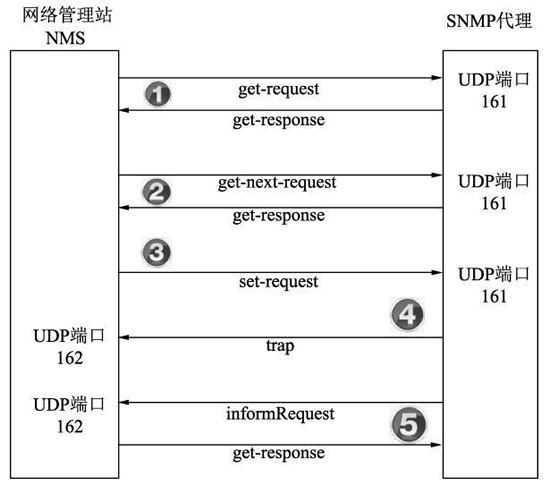 网络管理站
NMS
SNMP代理
UDP端口
161
1
get-request
get-response
2
get-next-request
get-response
UDP端口
161
3
set-request
UDP端口
161
4
UDP端口
162
trap
UDP端口
162
informRequest
5
get-response